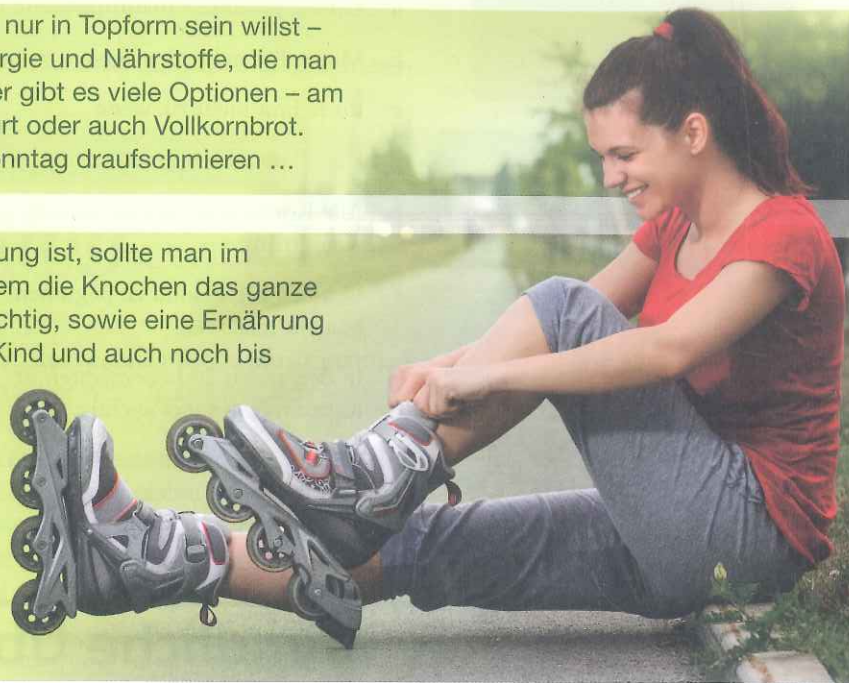 nur in Topform sein willst –
rgie und Nährstoffe, die man
er gibt es viele Optionen – am
rt oder auch Vollkornbrot.
onntag draufschmieren …
ung ist, sollte man im
em die Knochen das ganze
chtig, sowie eine Ernährung
Kind und auch noch bis